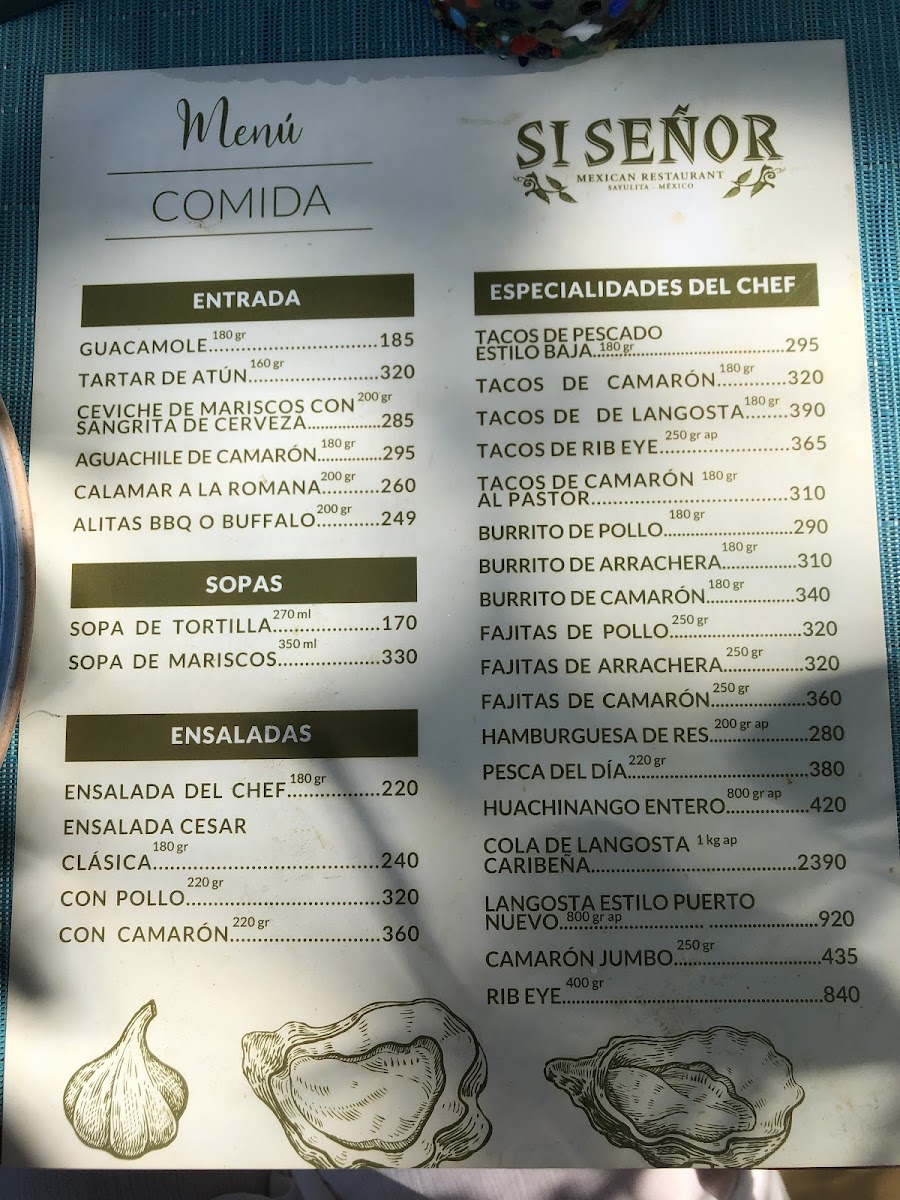 Menú
COMIDA
SI SEÑOR
MEXICAN RESTAURANT
SAYULITA - MÉXICO
ENTRADA
GUACAMOLE 180 gr 185
TARTAR DE ATÚN 160 gr 320
CEVICHE DE MARISCOS CON 200 gr
SANGRITA DE CERVEZA 285
AGUACHILE DE CAMARÓN 180 gr 295
CALAMAR A LA ROMANA 200 gr 260
ALITAS BBQ O BUFFALO 200 gr 249
SOPAS
SOPA DE TORTILLA 270 ml 170
SOPA DE MARISCOS 350 ml 330
ENSALADAS
ENSALADA DEL CHEF 180 gr 220
ENSALADA CESAR
CLÁSICA 180 gr 240
CON POLLO 220 gr 320
CON CAMARÓN 220 gr 360
ESPECIALIDADES DEL CHEF
TACOS DE PESCADO
ESTILO BAJA 180 gr 295
TACOS DE CAMARÓN 180 gr 320
TACOS DE DE LANGOSTA 180 gr 390
TACOS DE RIB EYE 250 gr ap 365
TACOS DE CAMARÓN 180 gr
AL PASTOR 310
BURRITO DE POLLO 180 gr 290
BURRITO DE ARRACHERA 180 gr 310
BURRITO DE CAMARÓN 180 gr 340
FAJITAS DE POLLO 250 gr 320
FAJITAS DE ARRACHERA 250 gr 320
FAJITAS DE CAMARÓN 250 gr 360
HAMBURGUESA DE RES 200 gr ap 280
PESCA DEL DÍA 220 gr 380
HUACHINANGO ENTERO 800 gr ap 420
COLA DE LANGOSTA 1 kg ap
CARIBEÑA 2390
LANGOSTA ESTILO PUERTO
NUEVO 800 gr ap 920
CAMARÓN JUMBO 250 gr 435
RIB EYE 400 gr 840